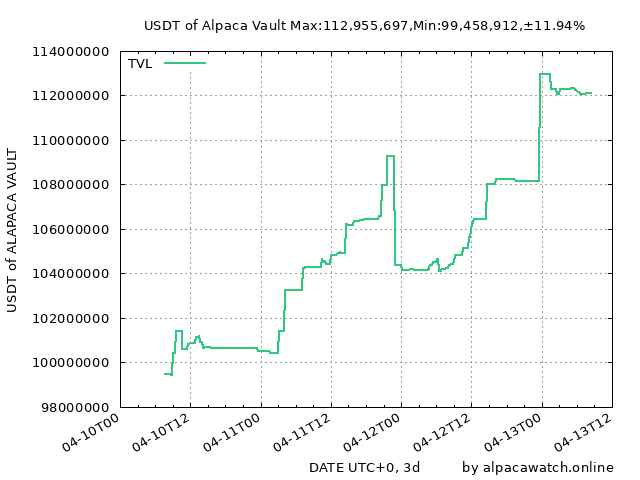 USDT of Alpaca Vault Max:112,955,697,Min:99,458,912,±11.94%
TVL
114000000
112000000
110000000
108000000
106000000
104000000
102000000
100000000
98000000
USDT of ALAPACA VAULT
04-10T00
04-10T12
04-11T00
04-11T12
04-12T00
04-12T12
04-13T00
04-13T12
DATE UTC+0, 3d
by alpacawatch.online